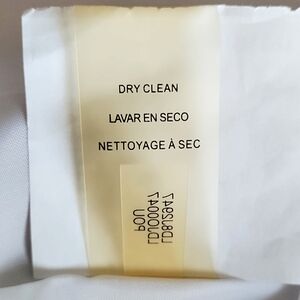 DRY CLEAN
LAVAR EN SECO
NETTOYAGE À SEC